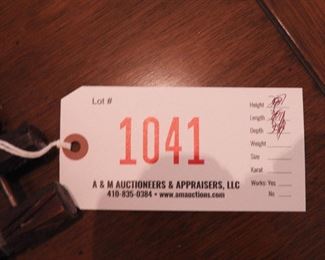 Lot #
1041
A & M AUCTIONEERS & APPRAISERS, LLC
410-835-0384 • www.amauctions.com
Height
Length
Depth
Weight
Size
Karat
Works: Yes
No